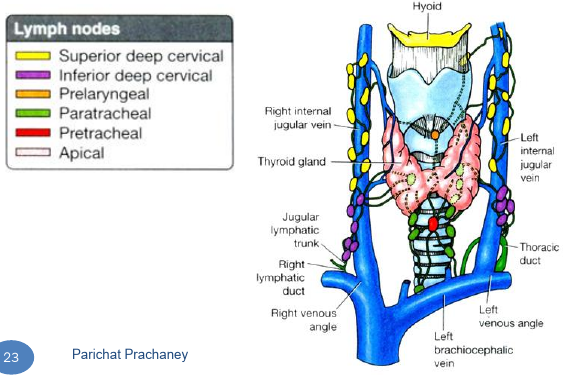 Lymph nodes
Superior deep cervical
Inferior deep cervical
Prelaryngeal
Paratracheal
Pretracheal
Apical
Hyoid
Right internal
jugular vein
Thyroid gland
Left
internal
jugular
vein
Jugular
lymphatic
trunk
Right
lymphatic
duct
Thoracic
duct
Right venous
angle
Left
venous angle
Left
brachiocephalic
vein
23
Parichat Prachaney